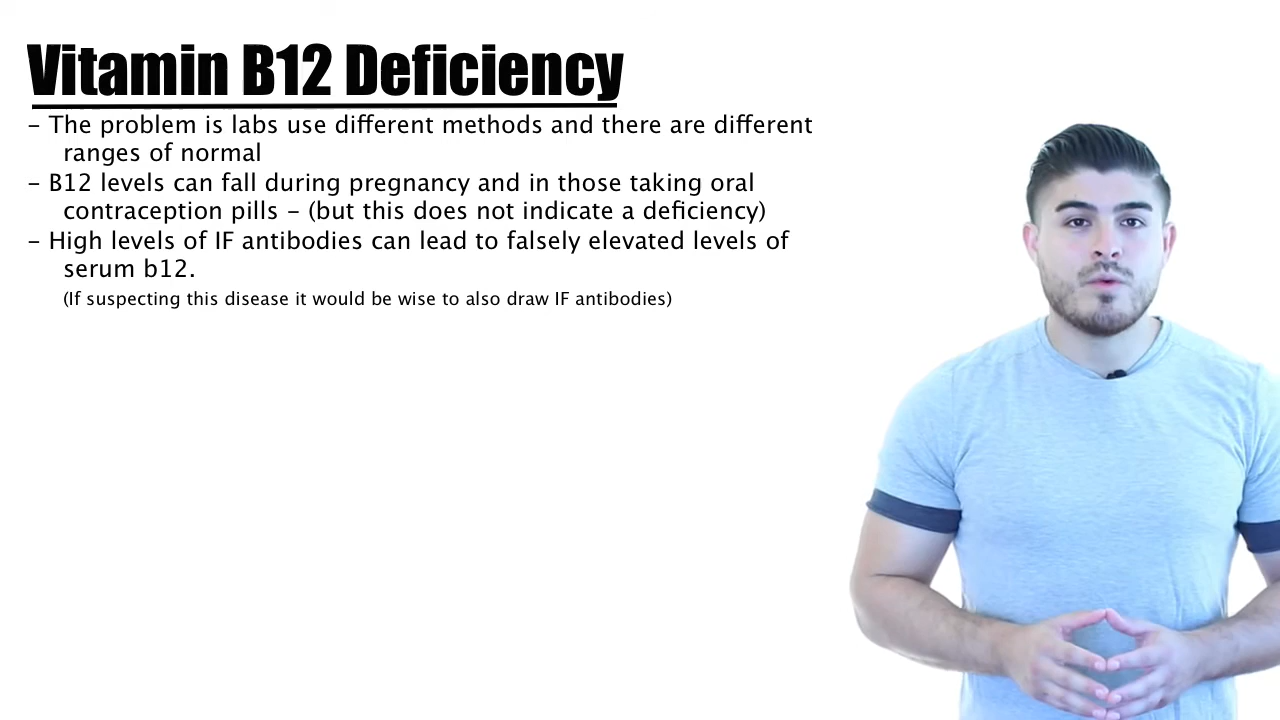 Vitamin B12 Deficiency
– The problem is labs use different methods and there are different
ranges of normal
– B12 levels can fall during pregnancy and in those taking oral
contraception pills – (but this does not indicate a deficiency)
– High levels of IF antibodies can lead to falsely elevated levels of
serum b12.
(If suspecting this disease it would be wise to also draw IF antibodies)